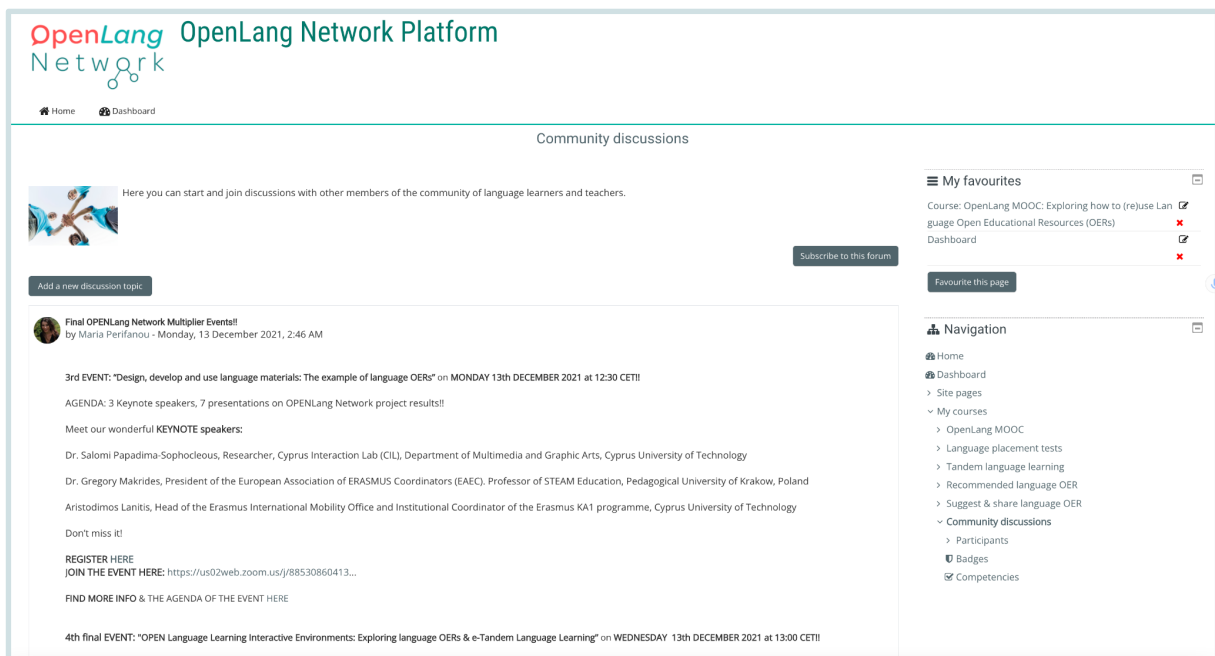 OpenLang
Network
OpenLang Network Platform
Home
Dashboard
Community discussions
Here you can start and join discussions with other members of the community of language learners and teachers.
Subscribe to this forum
Add a new discussion topic
Final OPENLang Network Multiplier Events!!
by Maria Perifanou - Monday, 13 December 2021, 2:46 AM
3rd EVENT: "Design, develop and use language materials: The example of language OERs" on MONDAY 13th DECEMBER 2021 at 12:30 CET!!
AGENDA: 3 Keynote speakers, 7 presentations on OPENLang Network project results!!
Meet our wonderful KEYNOTE speakers:
Dr. Salomi Papadima-Sophocleous, Researcher, Cyprus Interaction Lab (CIL), Department of Multimedia and Graphic Arts, Cyprus University of Technology
Dr. Gregory Makrides, President of the European Association of ERASMUS Coordinators (EAEC). Professor of STEAM Education, Pedagogical University of Krakow, Poland
Aristodimos Lanitis, Head of the Erasmus International Mobility Office and Institutional Coordinator of the Erasmus KA1 programme, Cyprus University of Technology
Don't miss it!
REGISTER HERE
JOIN THE EVENT HERE: https://us02web.zoom.us/j/88530860413...
FIND MORE INFO & THE AGENDA OF THE EVENT HERE
4th final EVENT: "OPEN Language Learning Interactive Environments: Exploring language OERs & e-Tandem Language Learning" on WEDNESDAY 13th DECEMBER 2021 at 13:00 CET!!
My favourites
Course: OpenLang MOOC: Exploring how to (re)use Lan
guage Open Educational Resources (OERs)
Dashboard
Favourite this page
Navigation
Home
Dashboard
Site pages
My courses
OpenLang MOOC
Language placement tests
Tandem language learning
Recommended language OER
Suggest & share language OER
Community discussions
Participants
Badges
Competencies